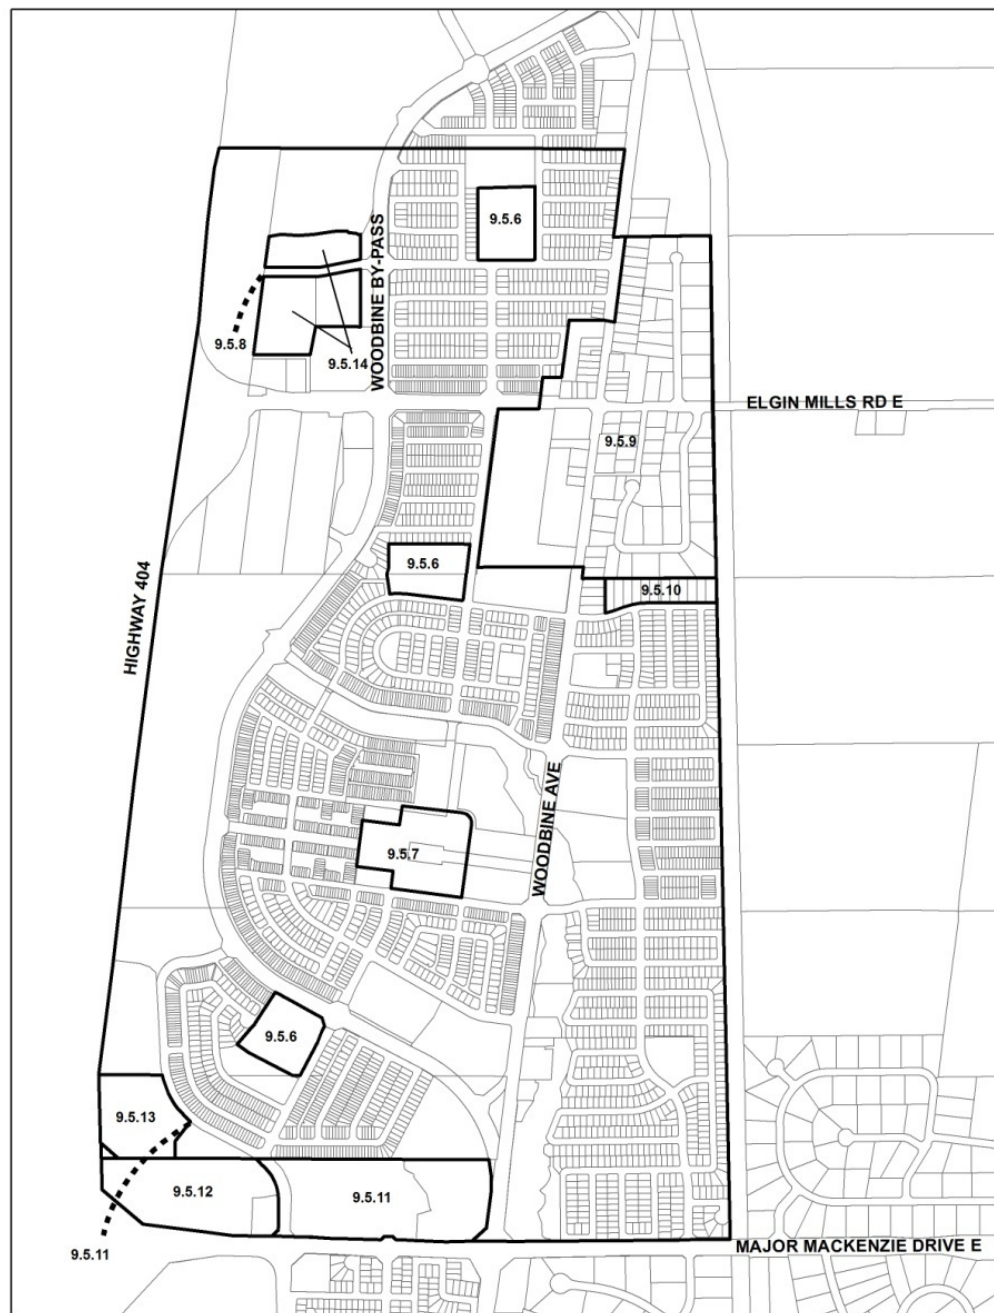 9.5.6
WOODBINE BY-PASS
9.5.8
9.5.14
ELGIN MILLS RD E
9.5.9
9.5.6
9.5.10
HIGHWAY 404
WOODBINE AVE
9.5.7
9.5.6
9.5.13
9.5.12
9.5.11
9.5.11
MAJOR MACKENZIE DRIVE E